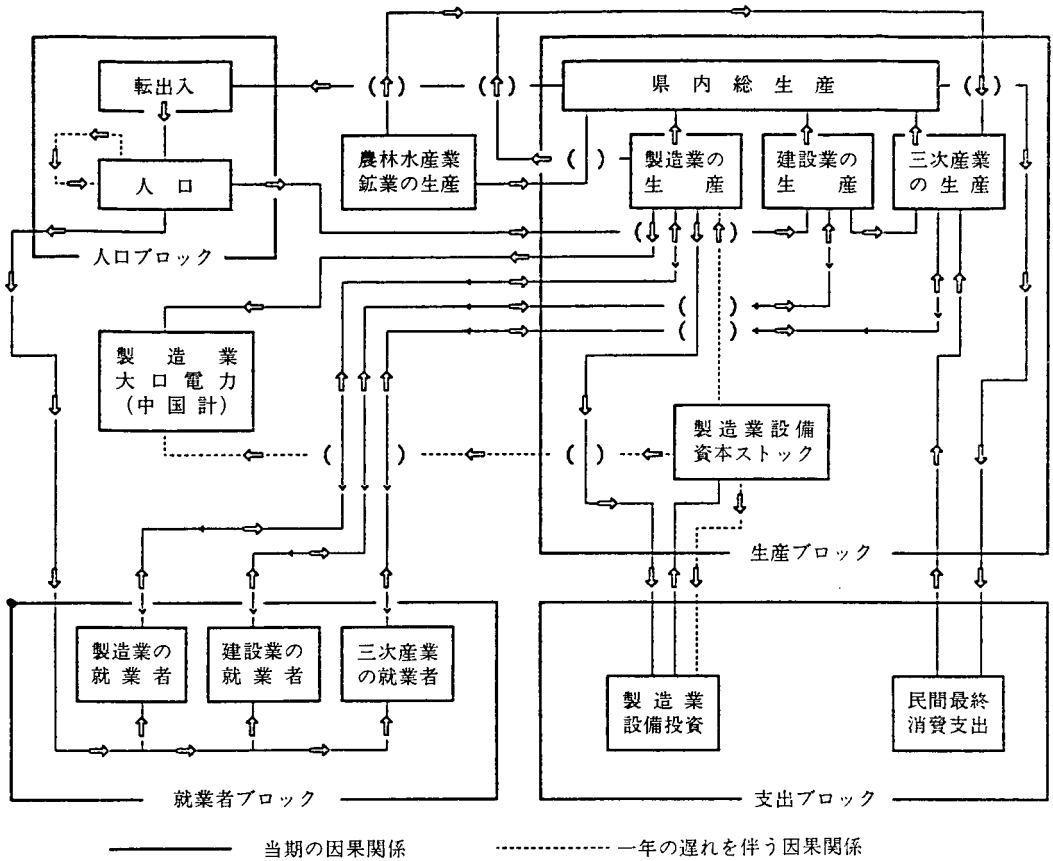 転出入
県内総生産
農林水産業
鉱業の生産
製造業の
生産
建設業の
生産
三次産業
の生産
人口
人口ブロック
製造業
大口電力
(中国計)
製造業設備
資本ストック
生産ブロック
製造業の
就業者
建設業の
就業者
三次産業
の就業者
製造業
設備投資
民間最終
消費支出
就業者ブロック
支出ブロック
当期の因果関係
一年の遅れを伴う因果関係